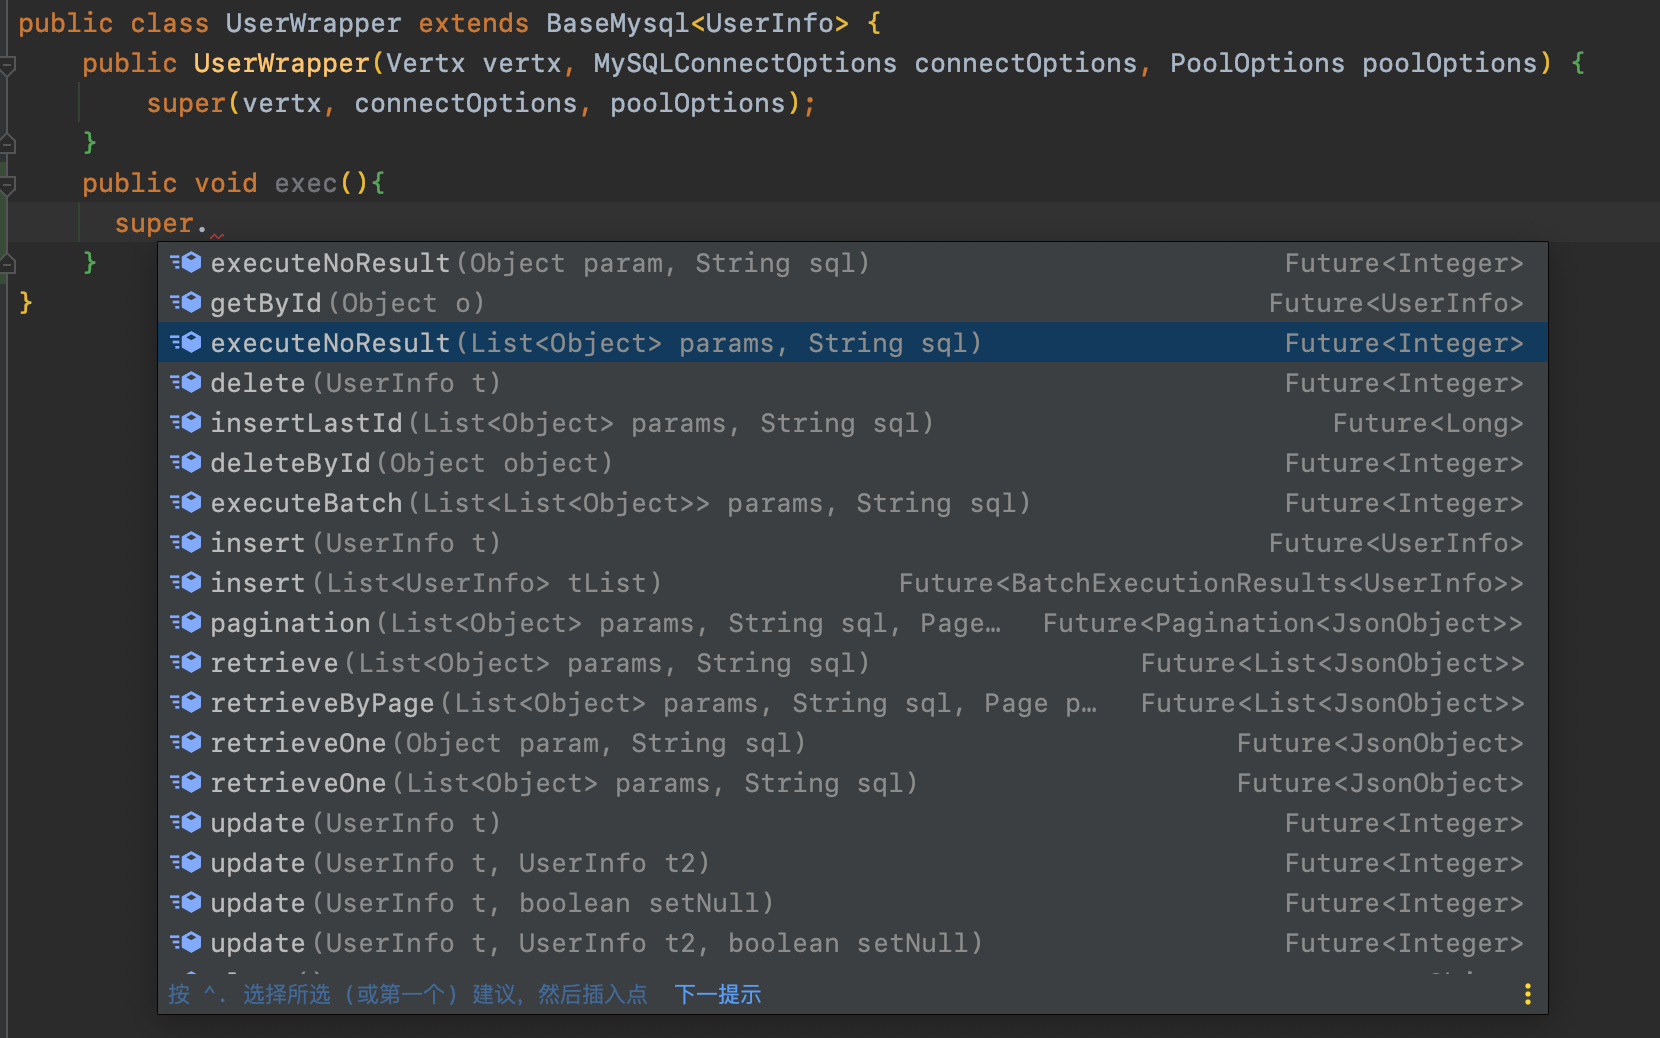 public class UserWrapper extends BaseMysql<UserInfo> {
public UserWrapper(Vertx vertx, MySQLConnectOptions connectOptions, PoolOptions poolOptions) {
super(vertx, connectOptions, poolOptions);
}
public void exec(){
super.
}
}
executeNoResult(Object param, String sql) Future<Integer>
getById(Object o) Future<UserInfo>
executeNoResult(List<Object> params, String sql) Future<Integer>
delete(UserInfo t) Future<Integer>
insertLastId(List<Object> params, String sql) Future<Long>
deleteById(Object object) Future<Integer>
executeBatch(List<List<Object>> params, String sql) Future<Integer>
insert(UserInfo t) Future<UserInfo>
insert(List<UserInfo> tList) Future<BatchExecutionResults<UserInfo>>
pagination(List<Object> params, String sql, Page… Future<Pagination<JsonObject>>
retrieve(List<Object> params, String sql) Future<List<JsonObject>>
retrieveByPage(List<Object> params, String sql, Page p… Future<List<JsonObject>>
retrieveOne(Object param, String sql) Future<JsonObject>
retrieveOne(List<Object> params, String sql) Future<JsonObject>
update(UserInfo t) Future<Integer>
update(UserInfo t, UserInfo t2) Future<Integer>
update(UserInfo t, boolean setNull) Future<Integer>
update(UserInfo t, UserInfo t2, boolean setNull) Future<Integer>
按 ^. 选择所选 (或第一个) 建议, 然后插入点 下一提示